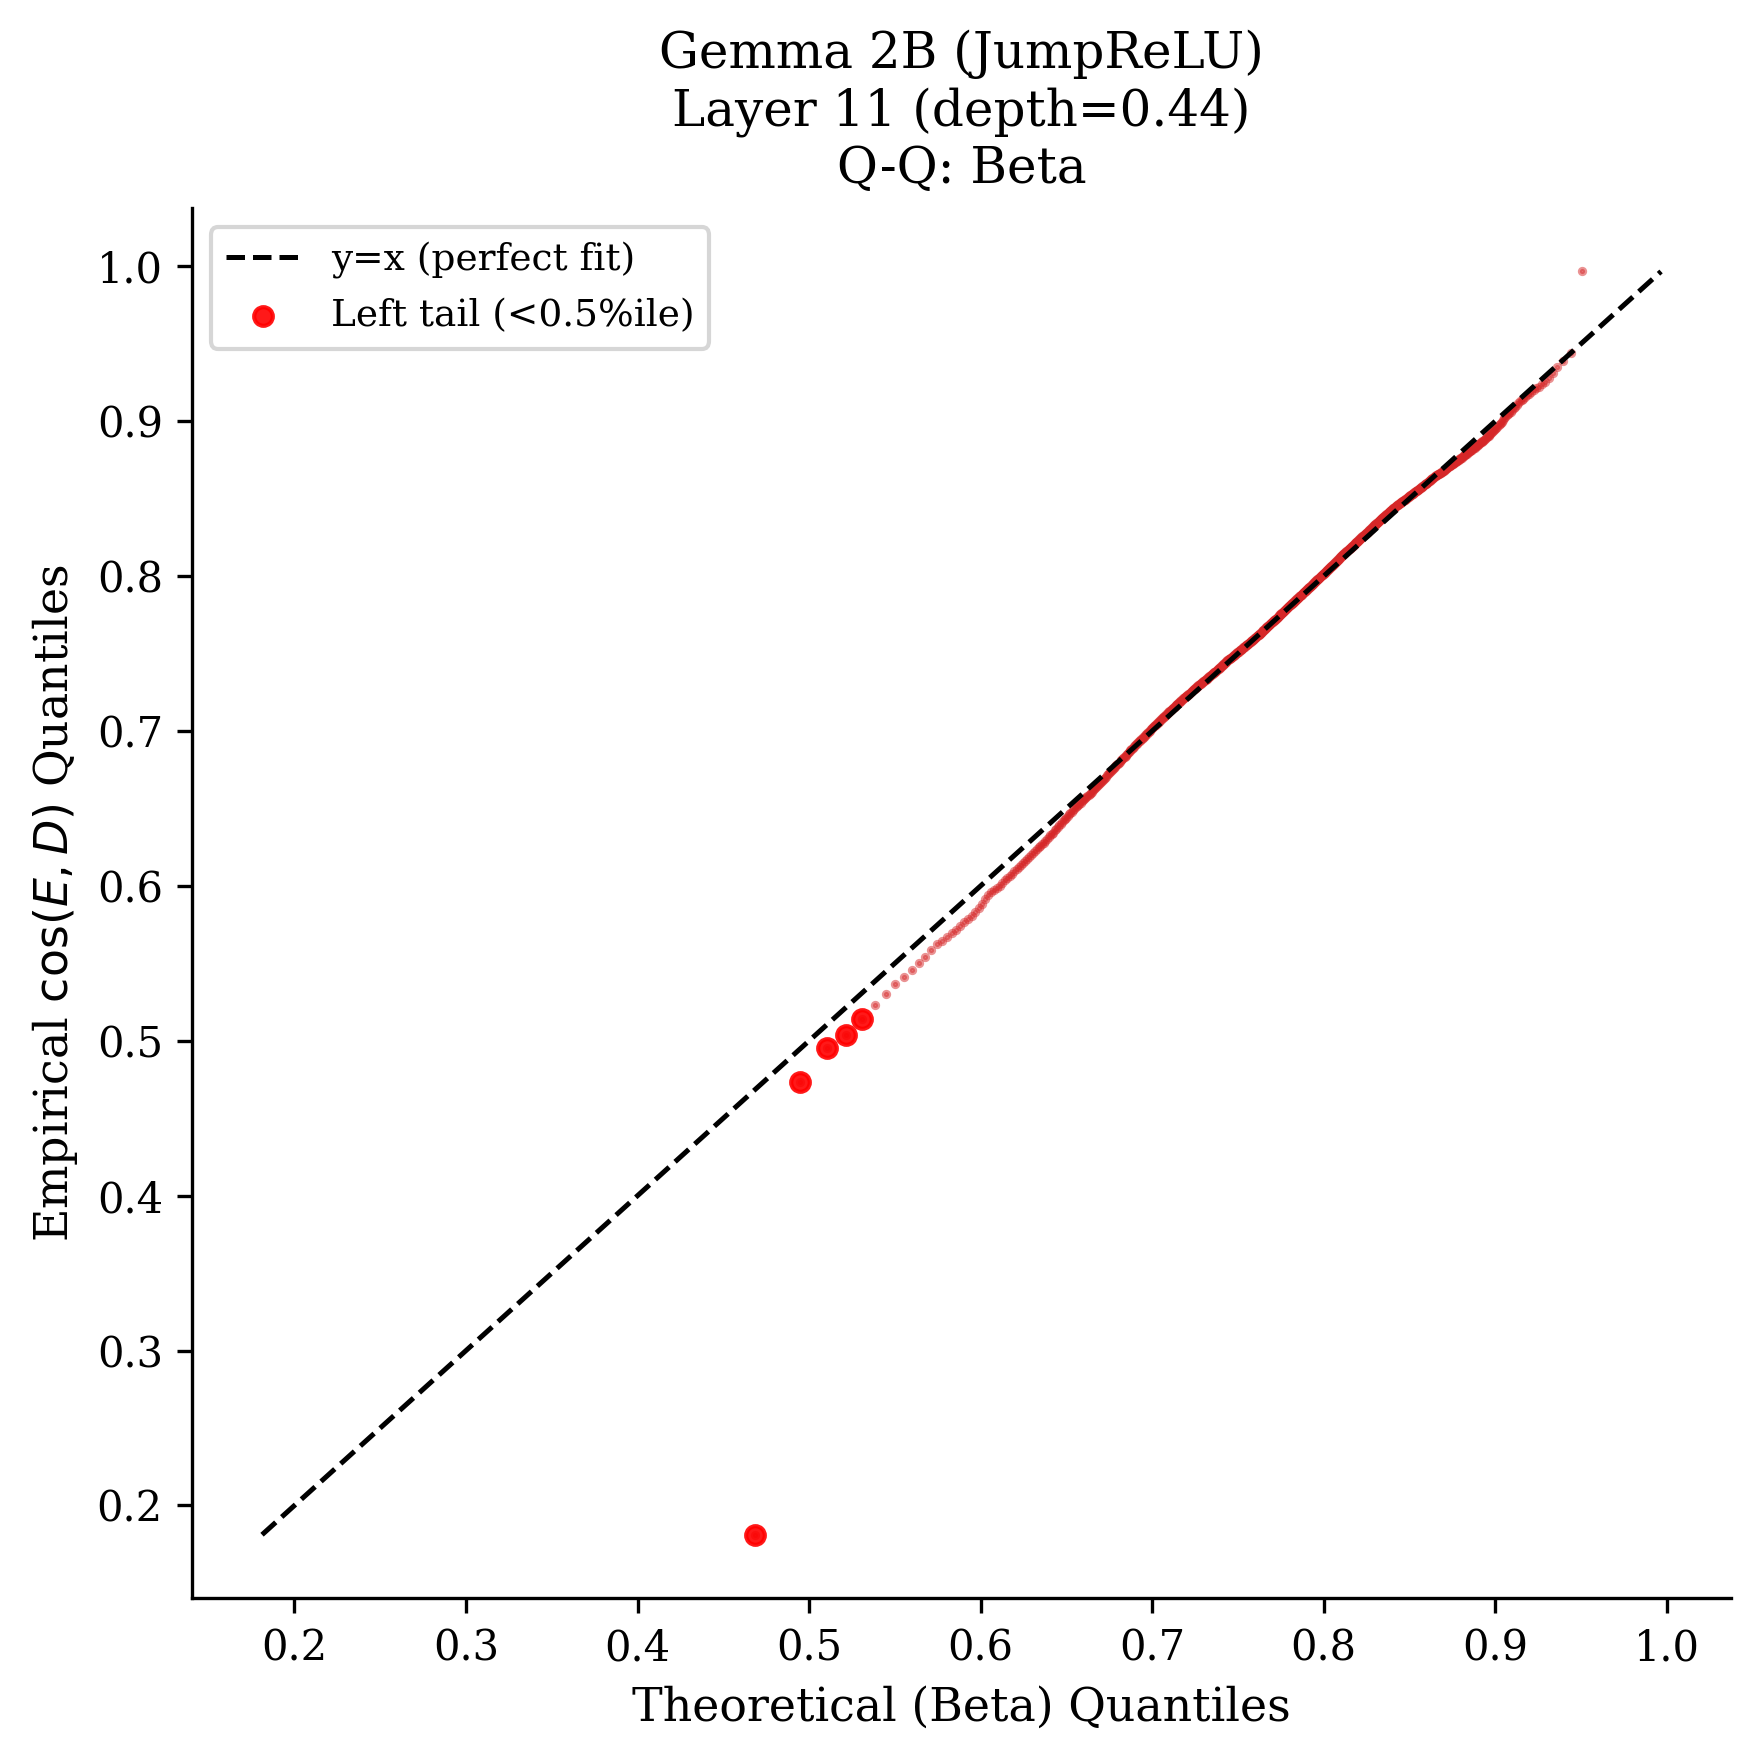 Gemma 2B (JumpReLU)
Layer 11 (depth=0.44)
Q-Q: Beta
y=x (perfect fit)
Left tail (<0.5%ile)
Empirical cos(E, D) Quantiles
1.0
0.9
0.8
0.7
0.6
0.5
0.4
0.3
0.2
0.2 0.3 0.4 0.5 0.6 0.7 0.8 0.9 1.0
Theoretical (Beta) Quantiles